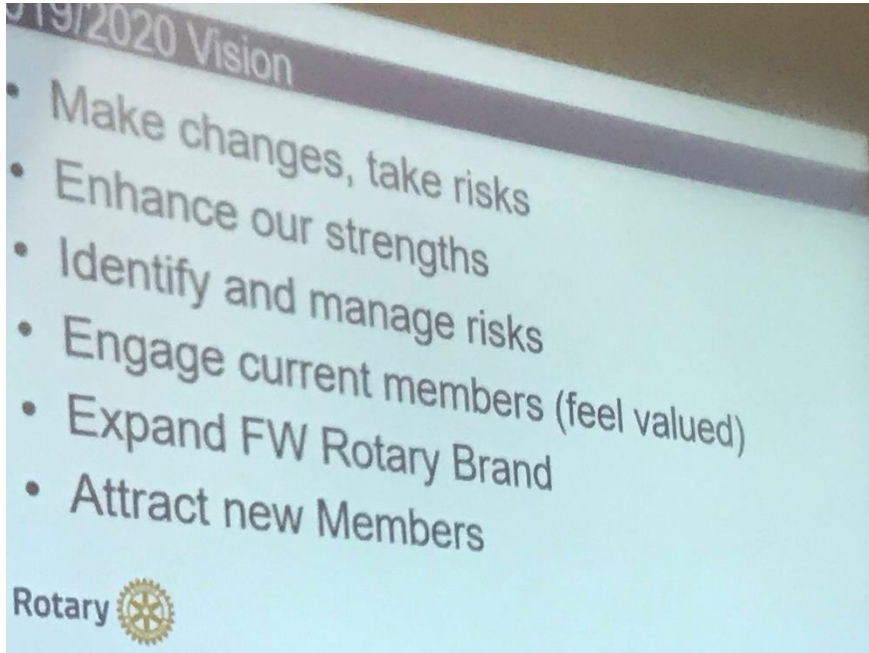 019/2020 Vision
• Make changes, take risks
• Enhance our strengths
• Identify and manage risks
• Engage current members (feel valued)
• Expand FW Rotary Brand
• Attract new Members
Rotary